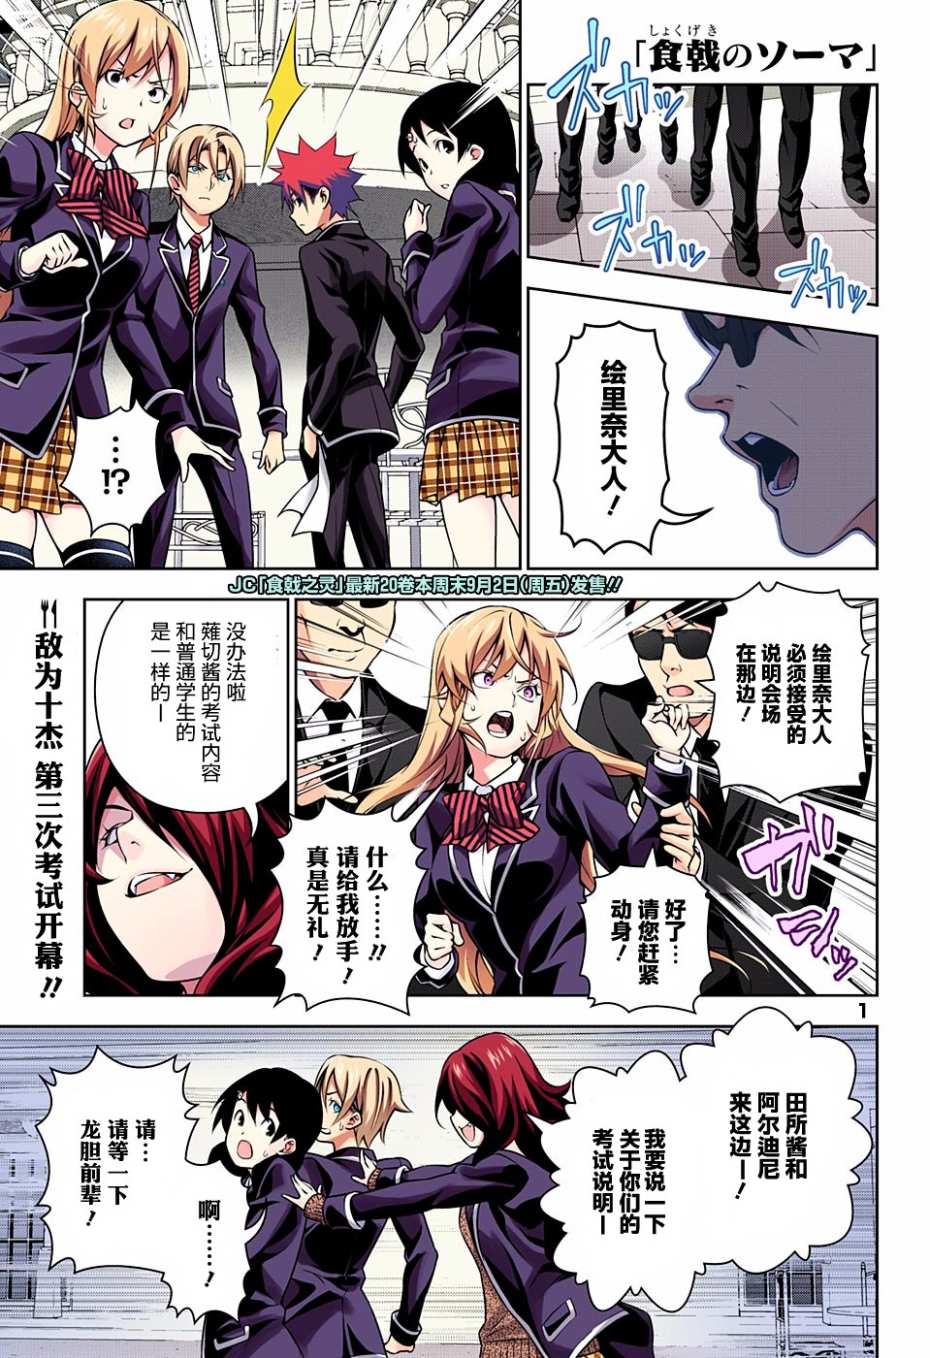 しょくげき
「食戟のソーマ」
ズカッ
ズカッ
ズカッ
绘里奈大人！
…!?
JC「食戟之灵」最新20卷本周末9月2日（周五）发售!!
敌为十杰 第三次考试开幕!!
绘里奈大人
必须接受的
说明会场
在那边！
没办法啦
薙切酱的考试内容
和普通学生的
是一样的ー
好了…
请您赶紧
动身！
什么………!!
请给我放手！
真是无礼！
1
田所酱和
阿尔迪尼
来这边ー
我要说一下
关于你们的
考试说明ー
请…
请等一下
龙胆前辈！
啊……！